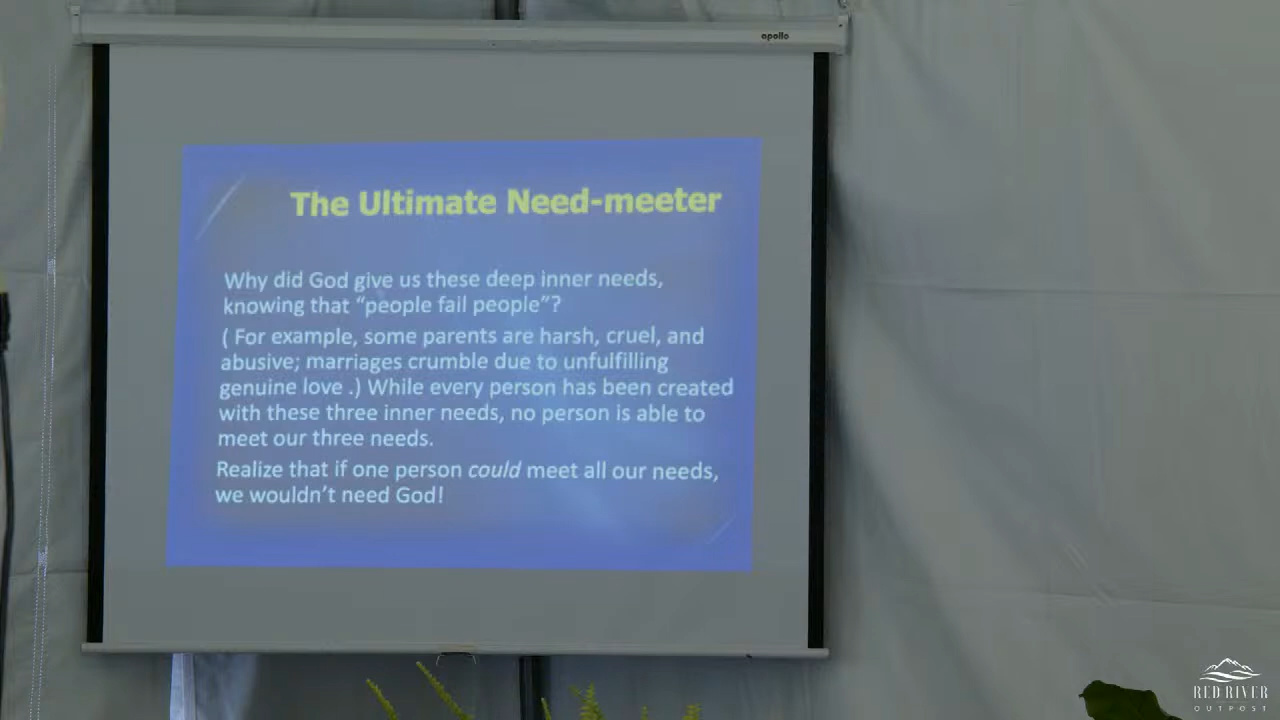 apollo
The Ultimate Need-meeter
Why did God give us these deep inner needs,
knowing that “people fail people”?
( For example, some parents are harsh, cruel, and
abusive; marriages crumble due to unfulfilling
genuine love .) While every person has been created
with these three inner needs, no person is able to
meet our three needs.
Realize that if one person could meet all our needs,
we wouldn’t need God!
RED RIVER
OUTPOST